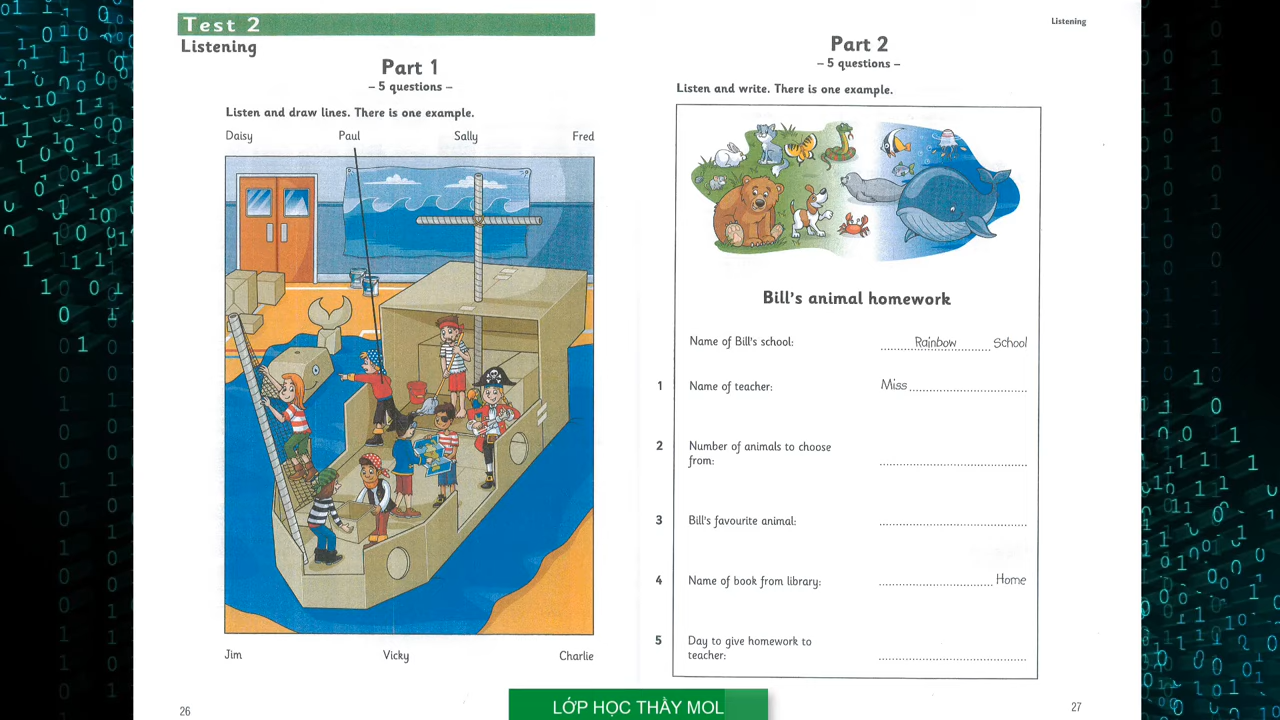 Test 2
Listening
Part 1
– 5 questions –
Listen and draw lines. There is one example.
Daisy Paul Sally Fred
Jim Vicky Charlie
26
Listening
Part 2
– 5 questions –
Listen and write. There is one example.
Bill's animal homework
Name of Bill's school: Rainbow School
1 Name of teacher: Miss
2 Number of animals to choose
from:
3 Bill's favourite animal:
4 Name of book from library: Home
5 Day to give homework to
teacher:
27
LỚP HỌC THẦY MOL